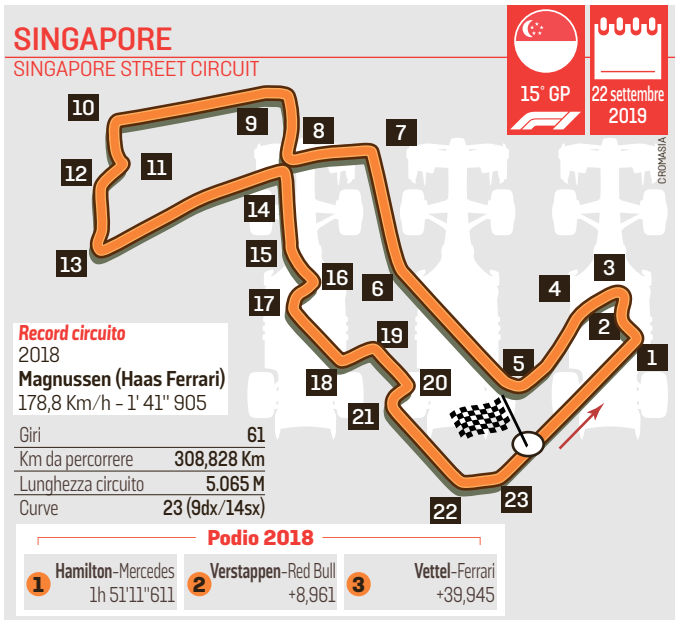 SINGAPORE
SINGAPORE STREET CIRCUIT
15° GP
F1
22 settembre
2019
CROMASIA
10
9
8
7
12
11
14
13
15
16
6
17
3
4
2
1
19
5
18
20
21
22
23
Record circuito
2018
Magnussen (Haas Ferrari)
178,8 Km/h - 1' 41" 905
Giri 61
Km da percorrere 308,828 Km
Lunghezza circuito 5.065 M
Curve 23 (9dx/14sx)
Podio 2018
1 Hamilton-Mercedes
1h 51'11"611
2 Verstappen-Red Bull
+8,961
3 Vettel-Ferrari
+39,945